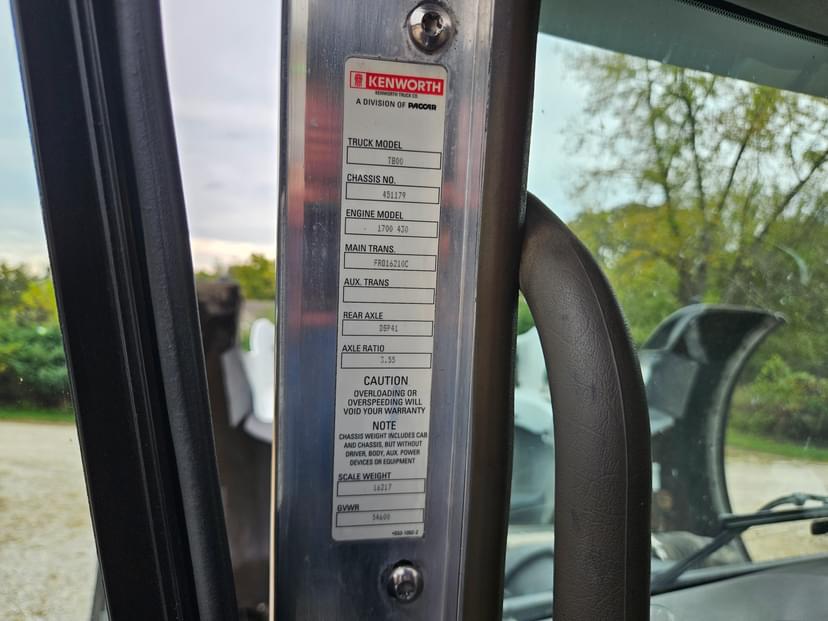 KENWORTH
KENWORTH TRUCK CO.
A DIVISION OF PACCAR
TRUCK MODEL
T800
CHASSIS NO.
451179
ENGINE MODEL
1700 430
MAIN TRANS.
FRO16210C
AUX. TRANS
REAR AXLE
DSP41
AXLE RATIO
3.55
CAUTION
OVERLOADING OR
OVERSPEEDING WILL
VOID YOUR WARRANTY
NOTE
CHASSIS WEIGHT INCLUDES CAB
AND CHASSIS, BUT WITHOUT
DRIVER, BODY, AUX. POWER
DEVICES OR EQUIPMENT
SCALE WEIGHT
16217
GVWR
54600